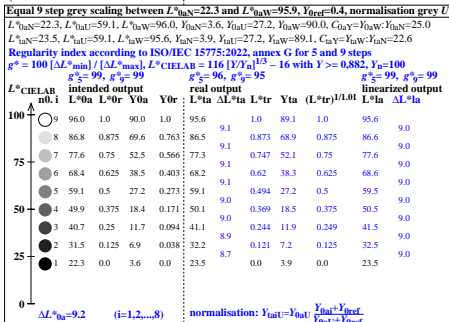 Equal 9 step grey scaling between L*0aN=22.3 and L*0aW=95.9, Y0ref=0.4, normalisation grey U
L*0aN=22.3, L*0aU=59.1, L*0aW=96.0, Y0aN=3.6, Y0aU=27.2, Y0aW=90.0, C0aY=Y0aW:Y0aN=25.0
L*taN=23.5, L*taU=59.1, L*taW=95.6, YtaN=3.9, YtaU=27.2, YtaW=89.1, CtaY=YtaW:YtaN=22.6
Regularity index according to ISO/IEC 15775:2022, annex G for 5 and 9 steps
g* = 100 [ΔL*min] / [ΔL*max], L*CIELAB = 116 [Y/Yn]1/3 – 16 with Y >= 0,882, Yn=100
g*5= 99, g*9= 99 g*5= 96, g*9= 95 g*5= 99, g*9= 99
L*CIELAB intended output real output linearized output
n0. i L*0a L*0r Y0a Y0r L*ta ΔL*ta L*tr Yta (L*tr)1/1.01 L*la ΔL*la
100 9 96.0 1.0 90.0 1.0 95.6 1.0 89.1 1.0 95.6
9.1 9.0
8 86.8 0.875 69.6 0.763 86.5 0.873 68.9 0.875 86.6
9.1 9.0
75 7 77.6 0.75 52.5 0.566 77.3 0.747 52.1 0.75 77.6
9.1 9.0
6 68.4 0.625 38.5 0.403 68.2 0.62 38.3 0.625 68.6
9.1 9.0
5 59.1 0.5 27.2 0.273 59.1 0.494 27.2 0.5 59.5
9.0 9.0
50 4 49.9 0.375 18.4 0.171 50.1 0.369 18.5 0.375 50.5
9.0 9.0
3 40.7 0.25 11.7 0.094 41.1 0.244 11.9 0.249 41.5
8.9 9.0
2 31.5 0.125 6.9 0.038 32.2 0.121 7.2 0.125 32.5
8.7 9.0
25 1 22.3 0.0 3.6 0.0 23.5 0.0 3.9 0.0 23.5
0
ΔL*0a=9.2 (i=1,2,...,8) normalisation: YtaiU=Y0aU Y0ai+Y0ref
Y0aU+Y0ref